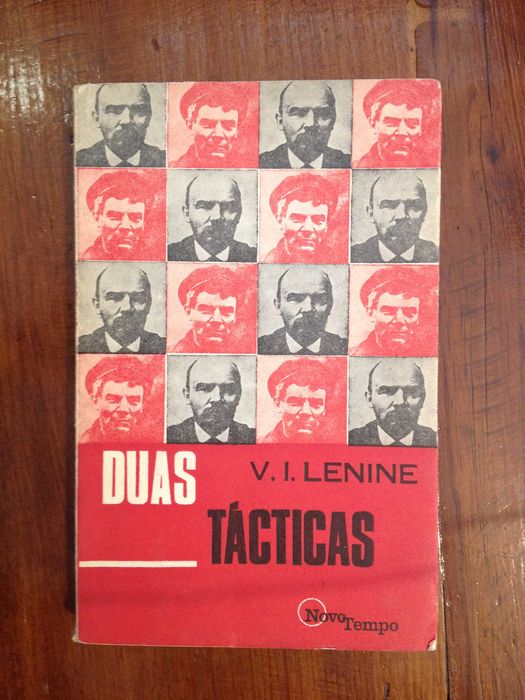 DUAS
V. I. LENINE
TÁCTICAS
Novo Tempo